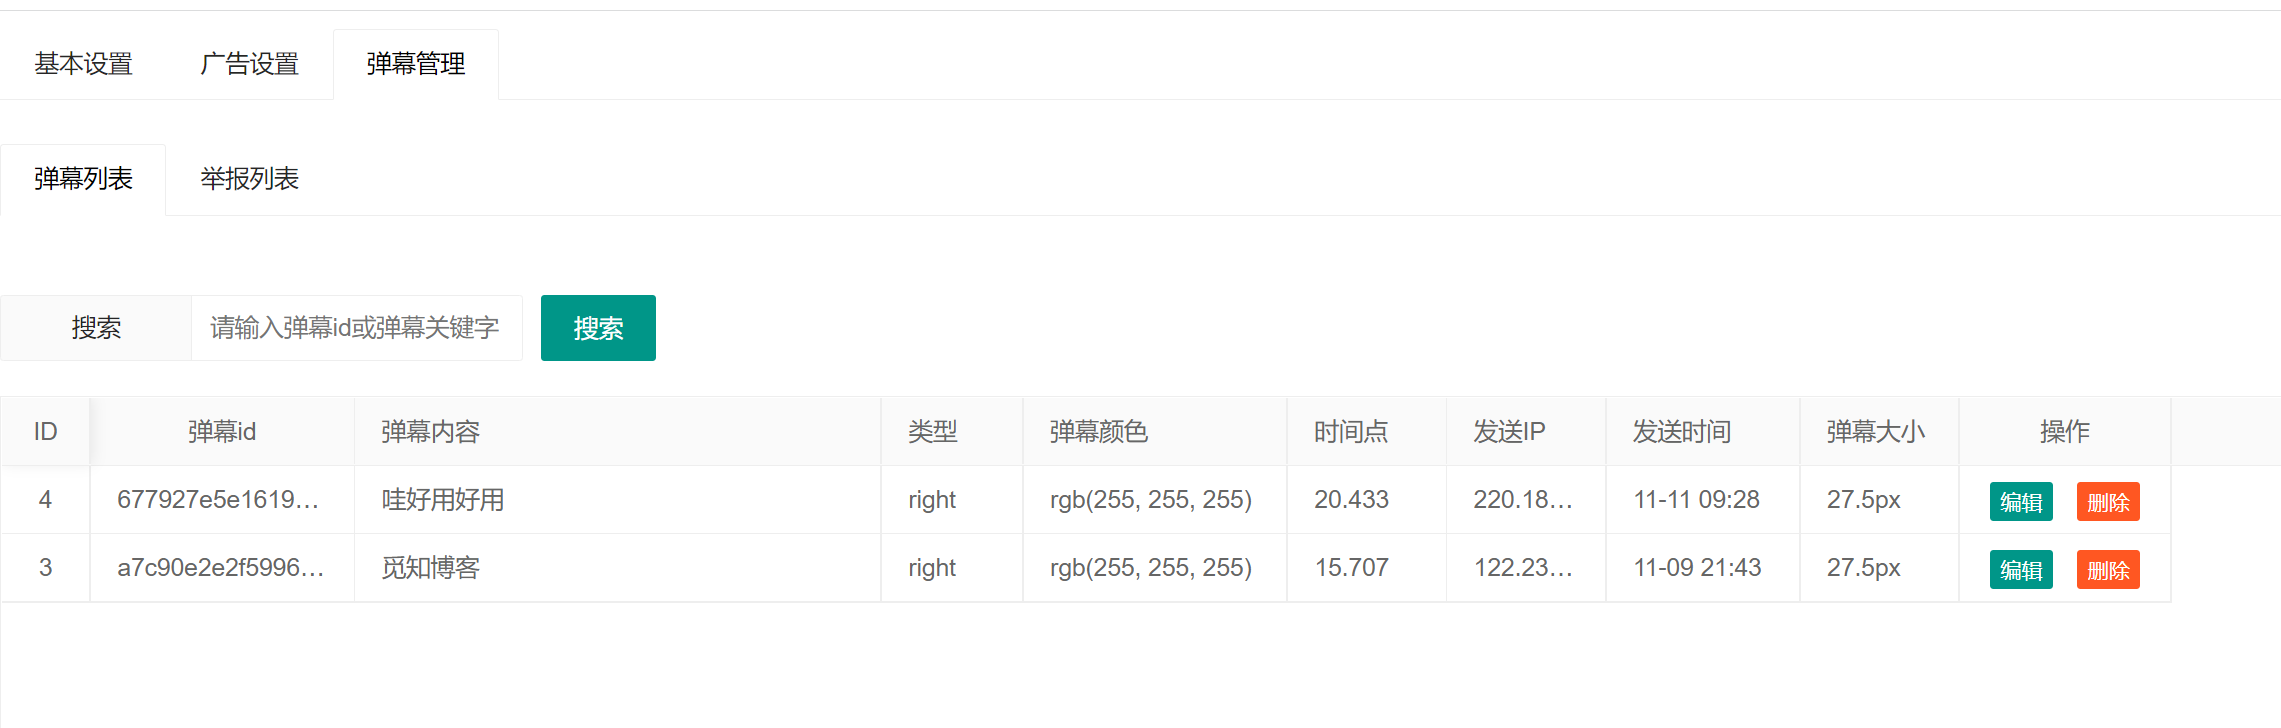 基本设置 广告设置 弹幕管理
弹幕列表 举报列表
搜索 请输入弹幕id或弹幕关键字 搜索
ID 弹幕id 弹幕内容 类型 弹幕颜色 时间点 发送IP 发送时间 弹幕大小 操作
4 677927e5e1619... 哇好用好用 right rgb(255, 255, 255) 20.433 220.18... 11-11 09:28 27.5px 编辑 删除
3 a7c90e2e2f5996... 觅知博客 right rgb(255, 255, 255) 15.707 122.23... 11-09 21:43 27.5px 编辑 删除